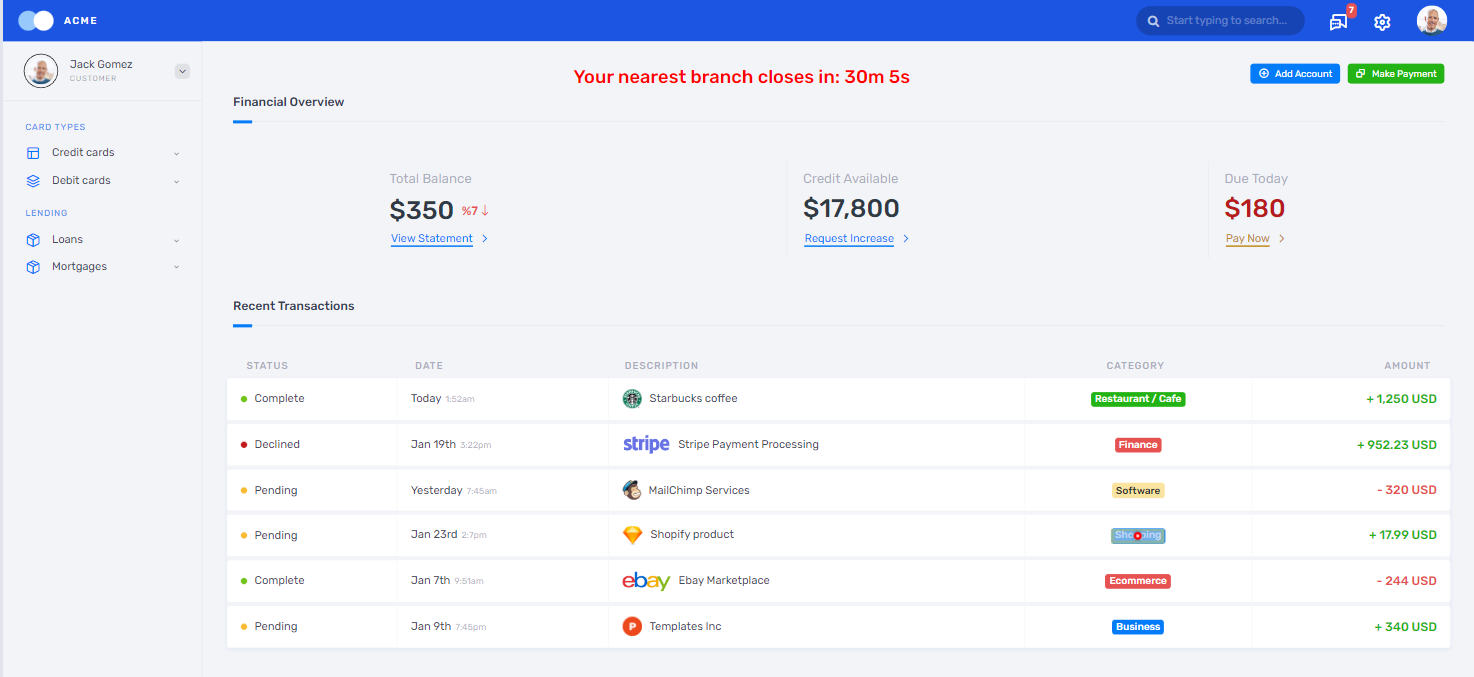 ACME
Start typing to search...
7
Jack Gomez
CUSTOMER
Your nearest branch closes in: 30m 5s
Add Account
Make Payment
Financial Overview
CARD TYPES
Credit cards
Debit cards
LENDING
Loans
Mortgages
Total Balance
$350 %7
View Statement
Credit Available
$17,800
Request Increase
Due Today
$180
Pay Now
Recent Transactions
STATUS DATE DESCRIPTION CATEGORY AMOUNT
Complete Today 1:52am Starbucks coffee Restaurant / Cafe + 1,250 USD
Declined Jan 19th 3:22pm stripe Stripe Payment Processing Finance + 952.23 USD
Pending Yesterday 7:45am MailChimp Services Software - 320 USD
Pending Jan 23rd 2:7pm Shopify product Shopping + 17.99 USD
Complete Jan 7th 9:51am ebay Ebay Marketplace Ecommerce - 244 USD
Pending Jan 9th 7:45pm P Templates Inc Business + 340 USD